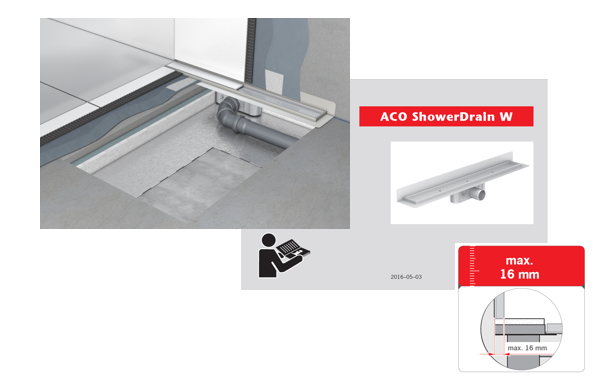 ACO ShowerDrain W
2016-05-03
max.
16 mm
max. 16 mm